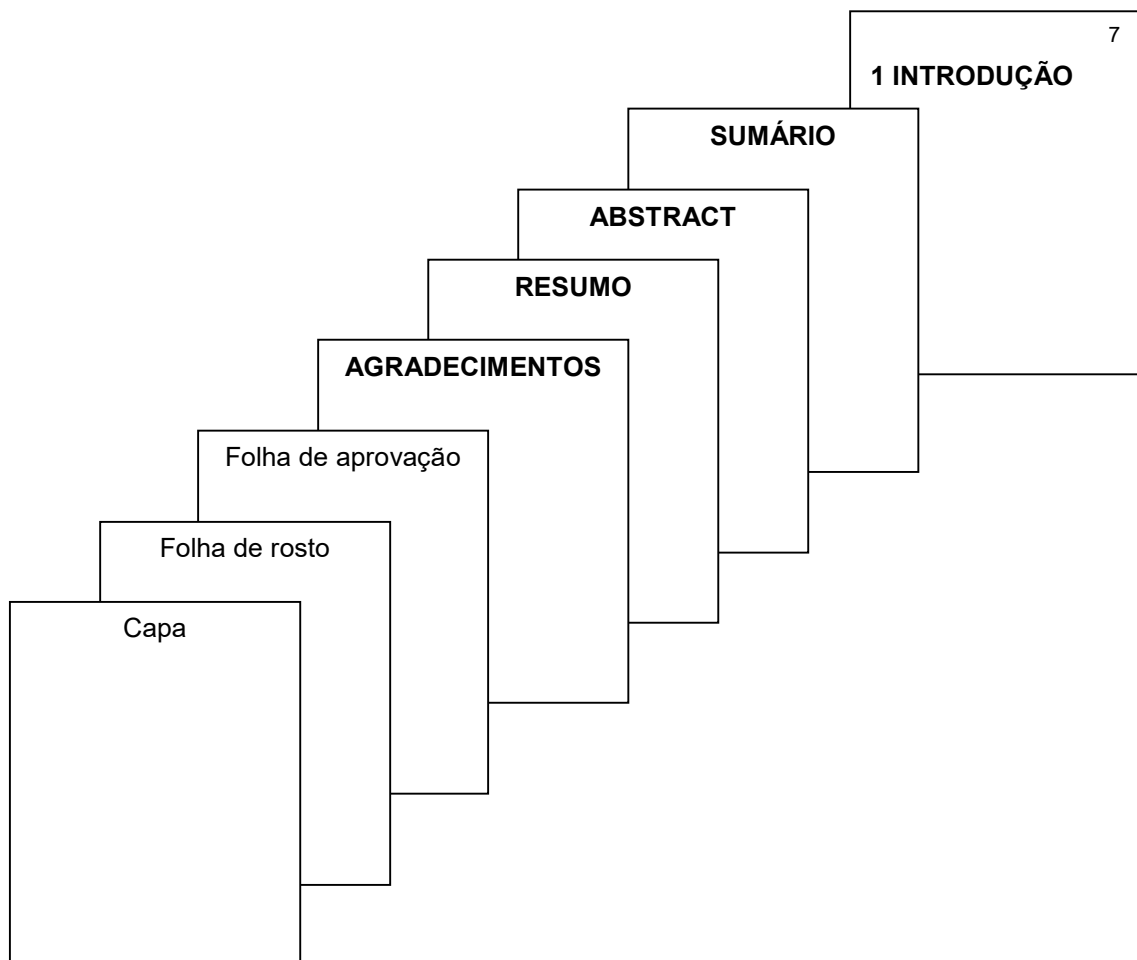 7
1 INTRODUÇÃO
SUMÁRIO
ABSTRACT
RESUMO
AGRADECIMENTOS
Folha de aprovação
Folha de rosto
Capa